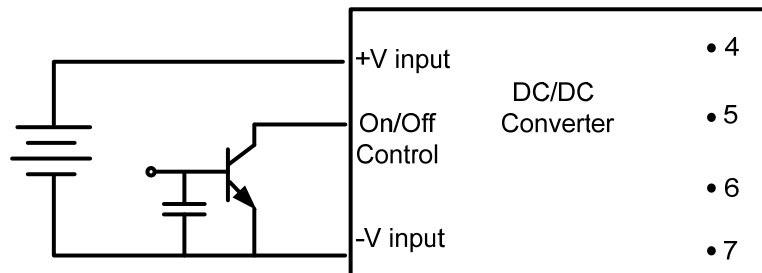 +V input
On/Off
Control
-V input
DC/DC
Converter
• 4
• 5
• 6
• 7